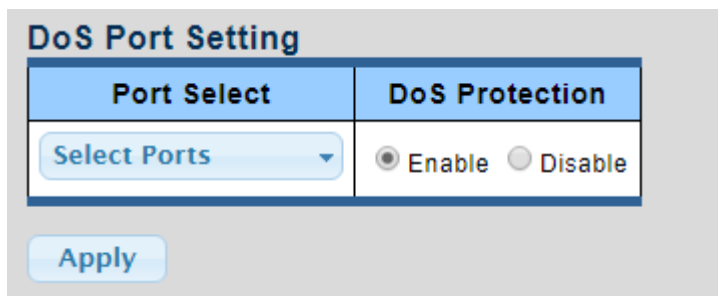 DoS Port Setting
Port Select DoS Protection
Select Ports Enable Disable
Apply